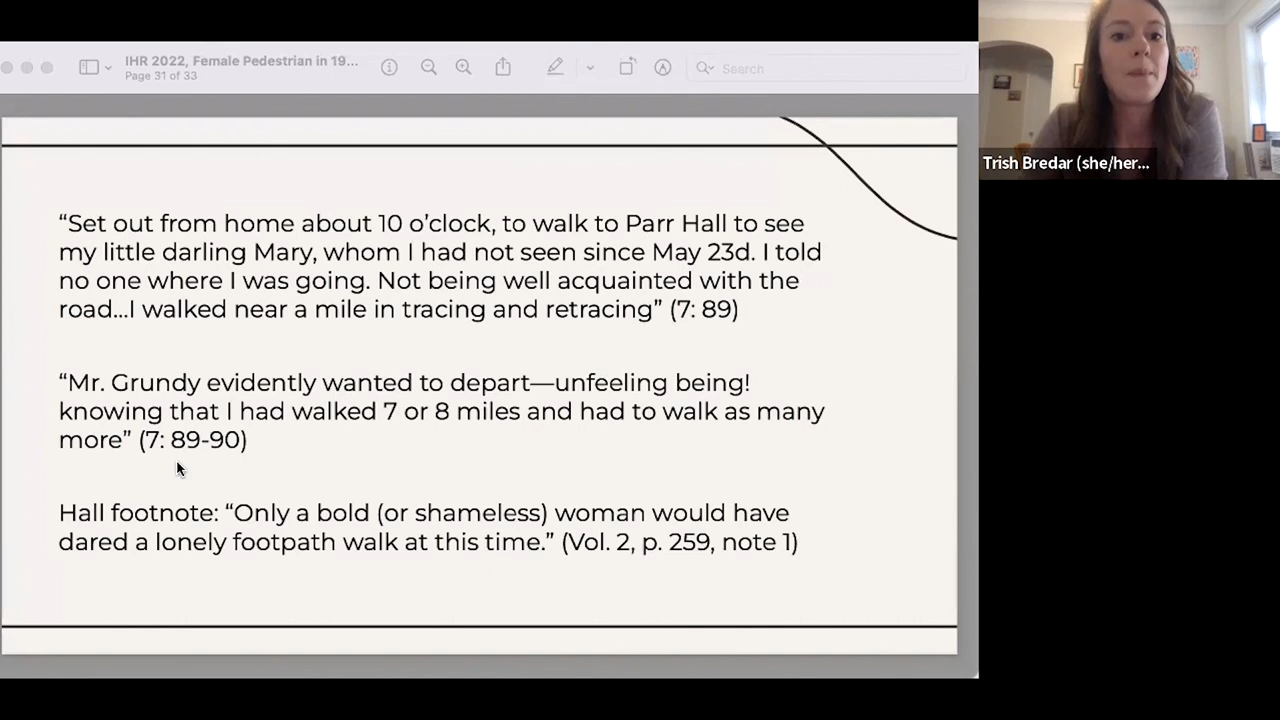 IHR 2022, Female Pedestrian in 19...
Page 31 of 33
Search
Trish Bredar (she/her...
“Set out from home about 10 o’clock, to walk to Parr Hall to see
my little darling Mary, whom I had not seen since May 23d. I told
no one where I was going. Not being well acquainted with the
road...I walked near a mile in tracing and retracing” (7: 89)
“Mr. Grundy evidently wanted to depart—unfeeling being!
knowing that I had walked 7 or 8 miles and had to walk as many
more” (7: 89-90)
Hall footnote: “Only a bold (or shameless) woman would have
dared a lonely footpath walk at this time.” (Vol. 2, p. 259, note 1)